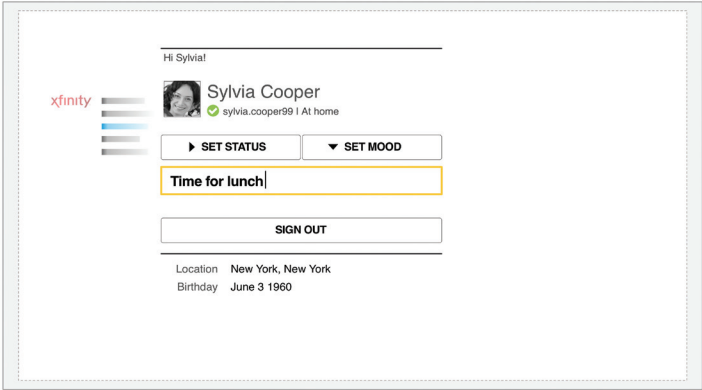 Hi Sylvia!
xfinity
Sylvia Cooper
sylvia.cooper99 | At home
SET STATUS
SET MOOD
Time for lunch
SIGN OUT
Location New York, New York
Birthday June 3 1960